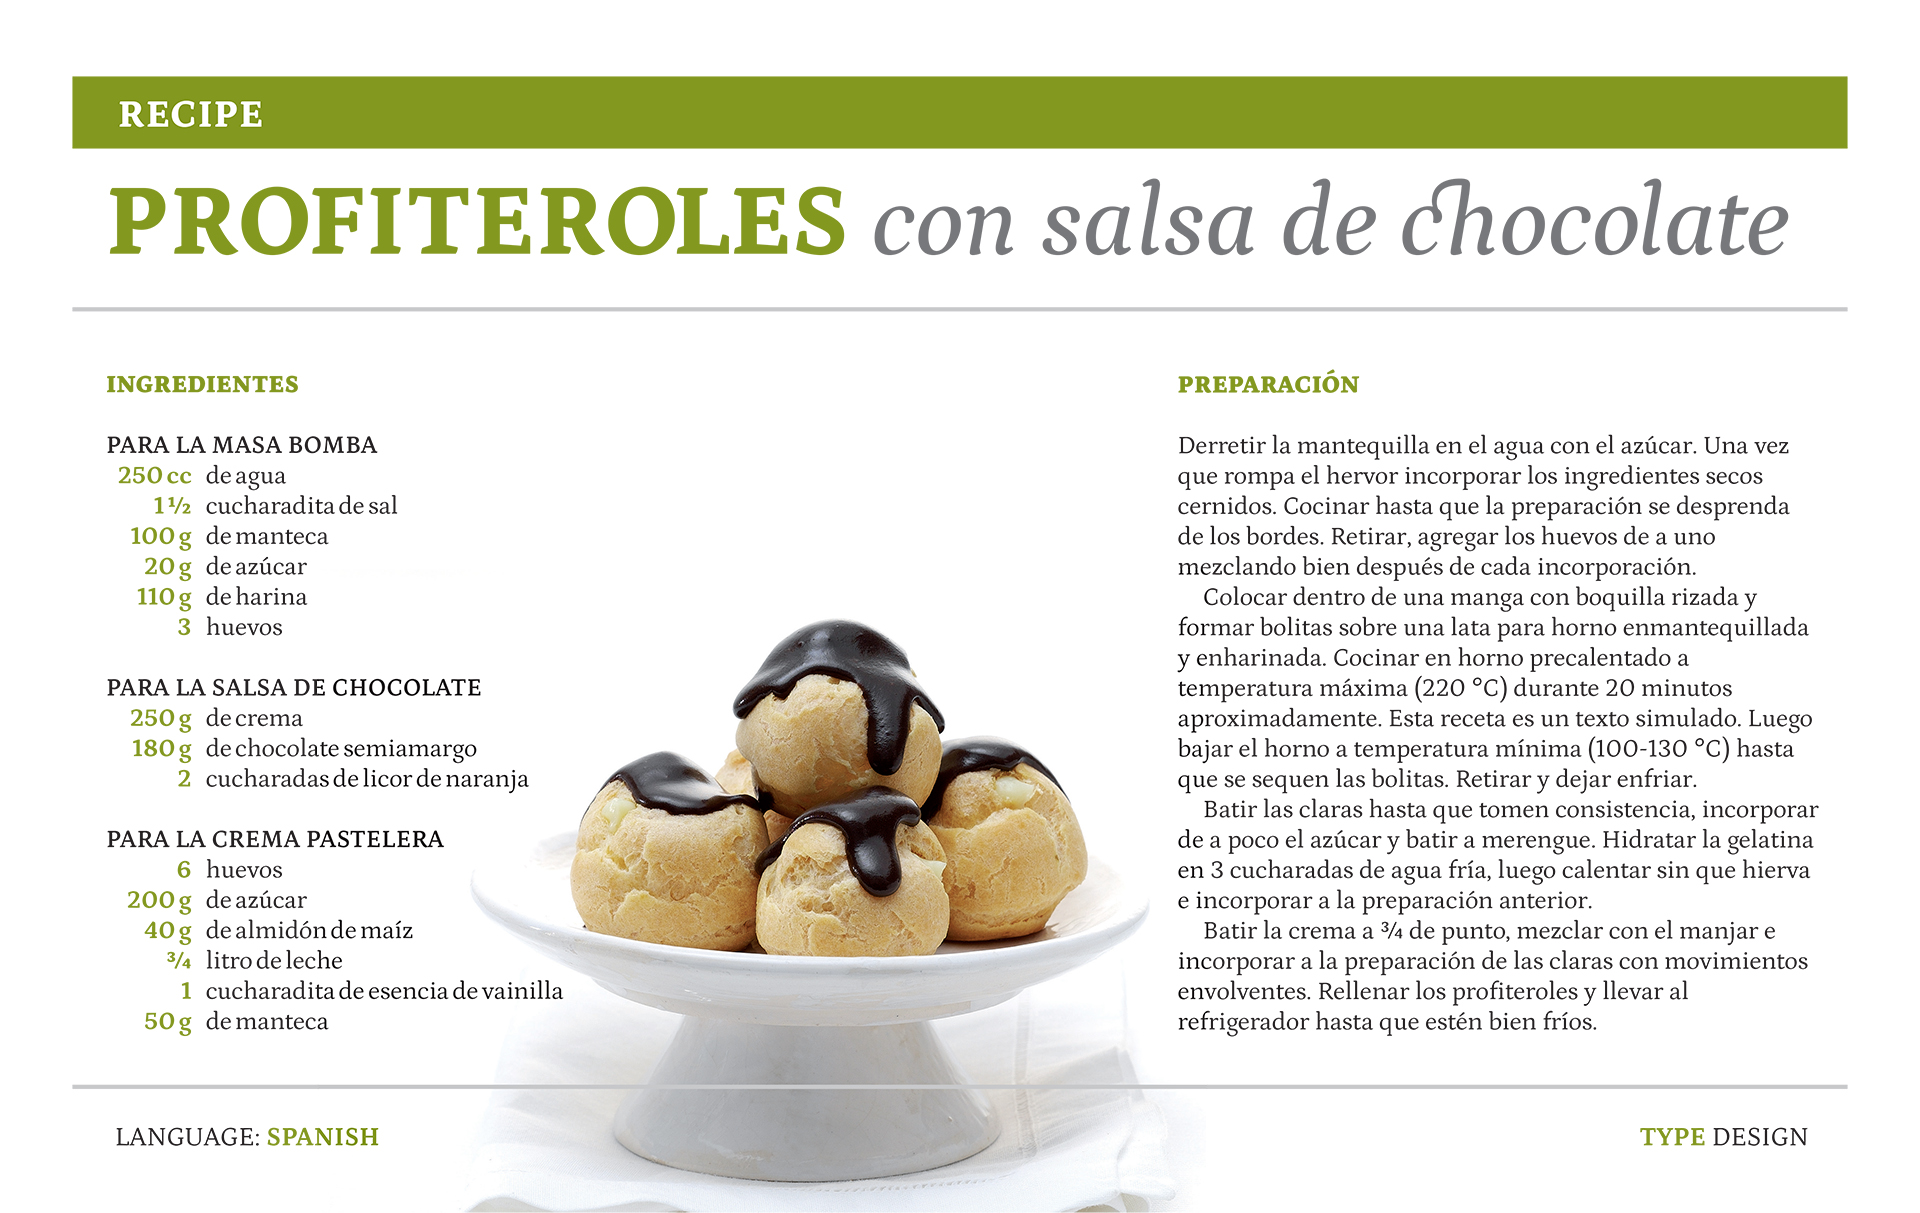 RECIPE
PROFITEROLES con salsa de chocolate
INGREDIENTES
PARA LA MASA BOMBA
250 cc de agua
1 ½ cucharadita de sal
100 g de manteca
20 g de azúcar
110 g de harina
3 huevos
PARA LA SALSA DE CHOCOLATE
250 g de crema
180 g de chocolate semiamargo
2 cucharadas de licor de naranja
PARA LA CREMA PASTELERA
6 huevos
200 g de azúcar
40 g de almidón de maíz
¾ litro de leche
1 cucharadita de esencia de vainilla
50 g de manteca
PREPARACIÓN
Derretir la mantequilla en el agua con el azúcar. Una vez
que rompa el hervor incorporar los ingredientes secos
cernidos. Cocinar hasta que la preparación se desprenda
de los bordes. Retirar, agregar los huevos de a uno
mezclando bien después de cada incorporación.
Colocar dentro de una manga con boquilla rizada y
formar bolitas sobre una lata para horno enmantequillada
y enharinada. Cocinar en horno precalentado a
temperatura máxima (220 °C) durante 20 minutos
aproximadamente. Esta receta es un texto simulado. Luego
bajar el horno a temperatura mínima (100-130 °C) hasta
que se sequen las bolitas. Retirar y dejar enfriar.
Batir las claras hasta que tomen consistencia, incorporar
de a poco el azúcar y batir a merengue. Hidratar la gelatina
en 3 cucharadas de agua fría, luego calentar sin que hierva
e incorporar a la preparación anterior.
Batir la crema a ¾ de punto, mezclar con el manjar e
incorporar a la preparación de las claras con movimientos
envolventes. Rellenar los profiteroles y llevar al
refrigerador hasta que estén bien fríos.
LANGUAGE: SPANISH
TYPE DESIGN